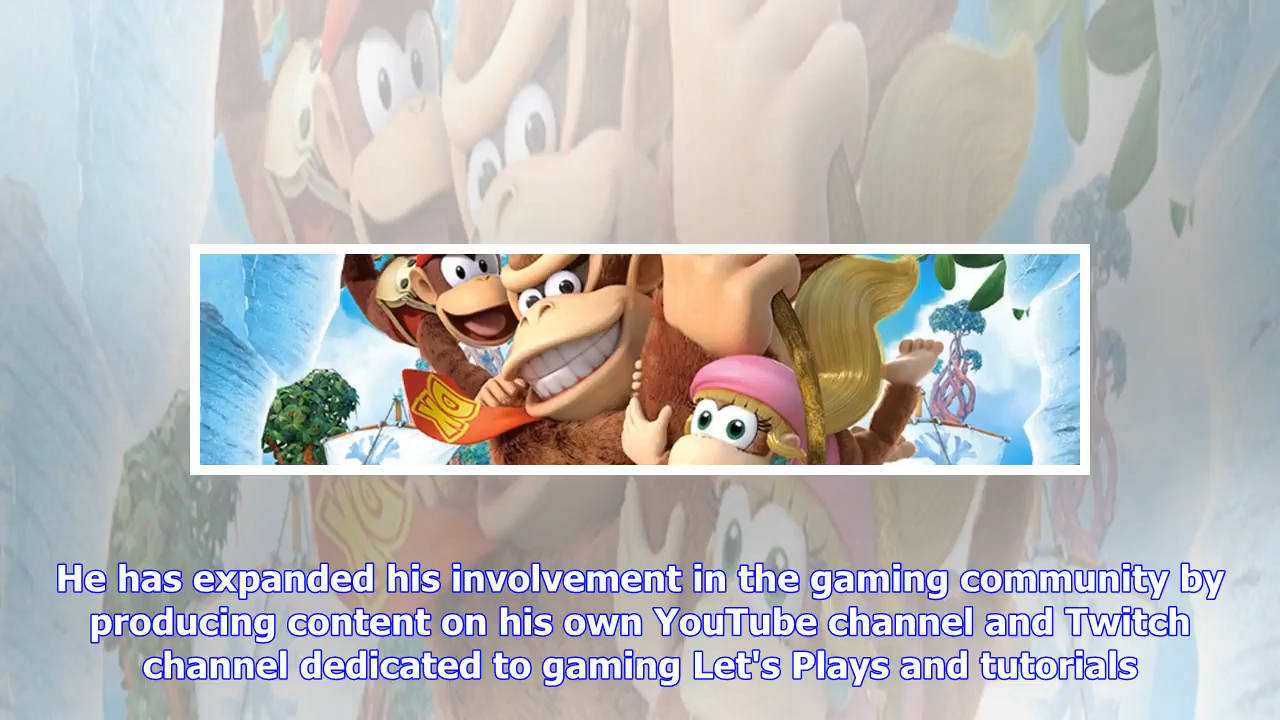 DK
He has expanded his involvement in the gaming community by
producing content on his own YouTube channel and Twitch
channel dedicated to gaming Let's Plays and tutorials